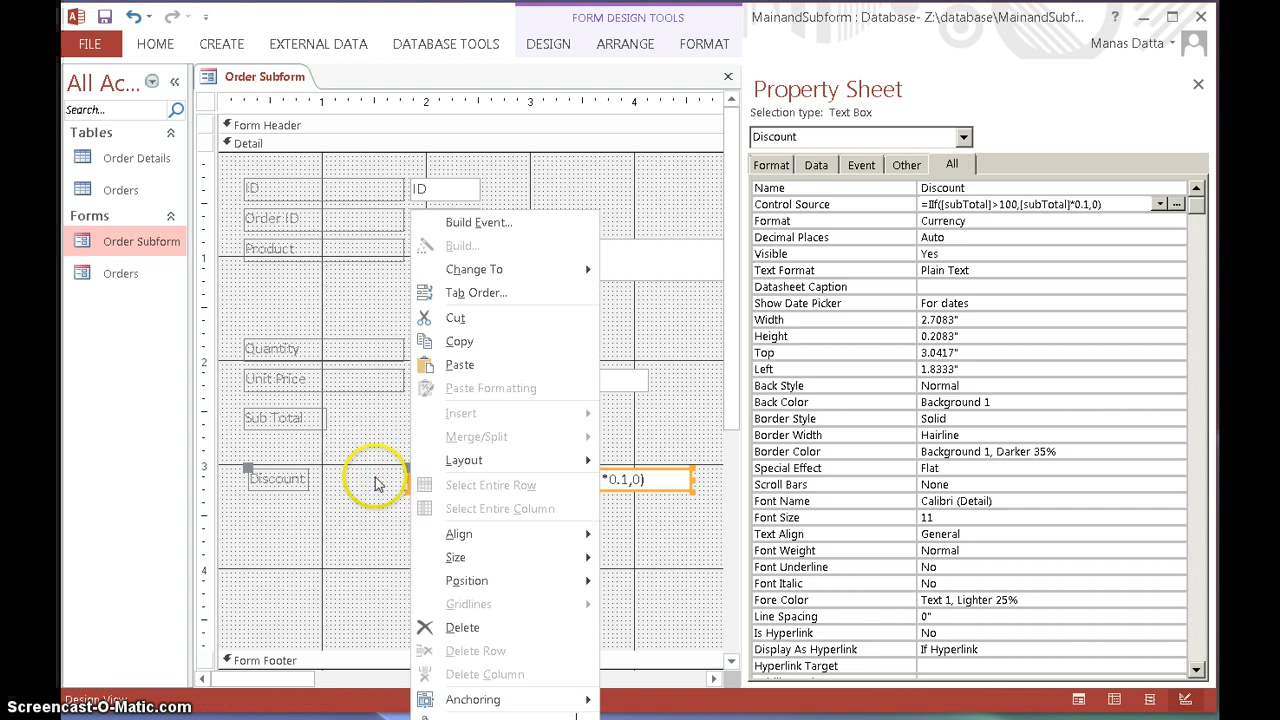 FORM DESIGN TOOLS
MainandSubform : Database- Z:\database\MainandSubf...
FILE
HOME
CREATE
EXTERNAL DATA
DATABASE TOOLS
DESIGN
ARRANGE
FORMAT
Manas Datta
All Ac...
Search...
Tables
Order Details
Orders
Forms
Order Subform
Orders
Order Subform
1
2
3
4
Form Header
Detail
ID
ID
Order ID
Product
1
Quantity
2
Unit Price
Sub Total
3
Discount
*0.1,0)
4
Form Footer
Build Event...
Build...
Change To
Tab Order...
Cut
Copy
Paste
Paste Formatting
Insert
Merge/Split
Layout
Select Entire Row
Select Entire Column
Align
Size
Position
Gridlines
Delete
Delete Row
Delete Column
Anchoring
Property Sheet
Selection type: Text Box
Discount
Format Data Event Other All
Name Discount
Control Source =IIf([subTotal]>100,[subTotal]*0.1,0)
Format Currency
Decimal Places Auto
Visible Yes
Text Format Plain Text
Datasheet Caption
Show Date Picker For dates
Width 2.7083"
Height 0.2083"
Top 3.0417"
Left 1.8333"
Back Style Normal
Back Color Background 1
Border Style Solid
Border Width Hairline
Border Color Background 1, Darker 35%
Special Effect Flat
Scroll Bars None
Font Name Calibri (Detail)
Font Size 11
Text Align General
Font Weight Normal
Font Underline No
Font Italic No
Fore Color Text 1, Lighter 25%
Line Spacing 0"
Is Hyperlink No
Display As Hyperlink If Hyperlink
Hyperlink Target
Design View
Screencast-O-Matic.com